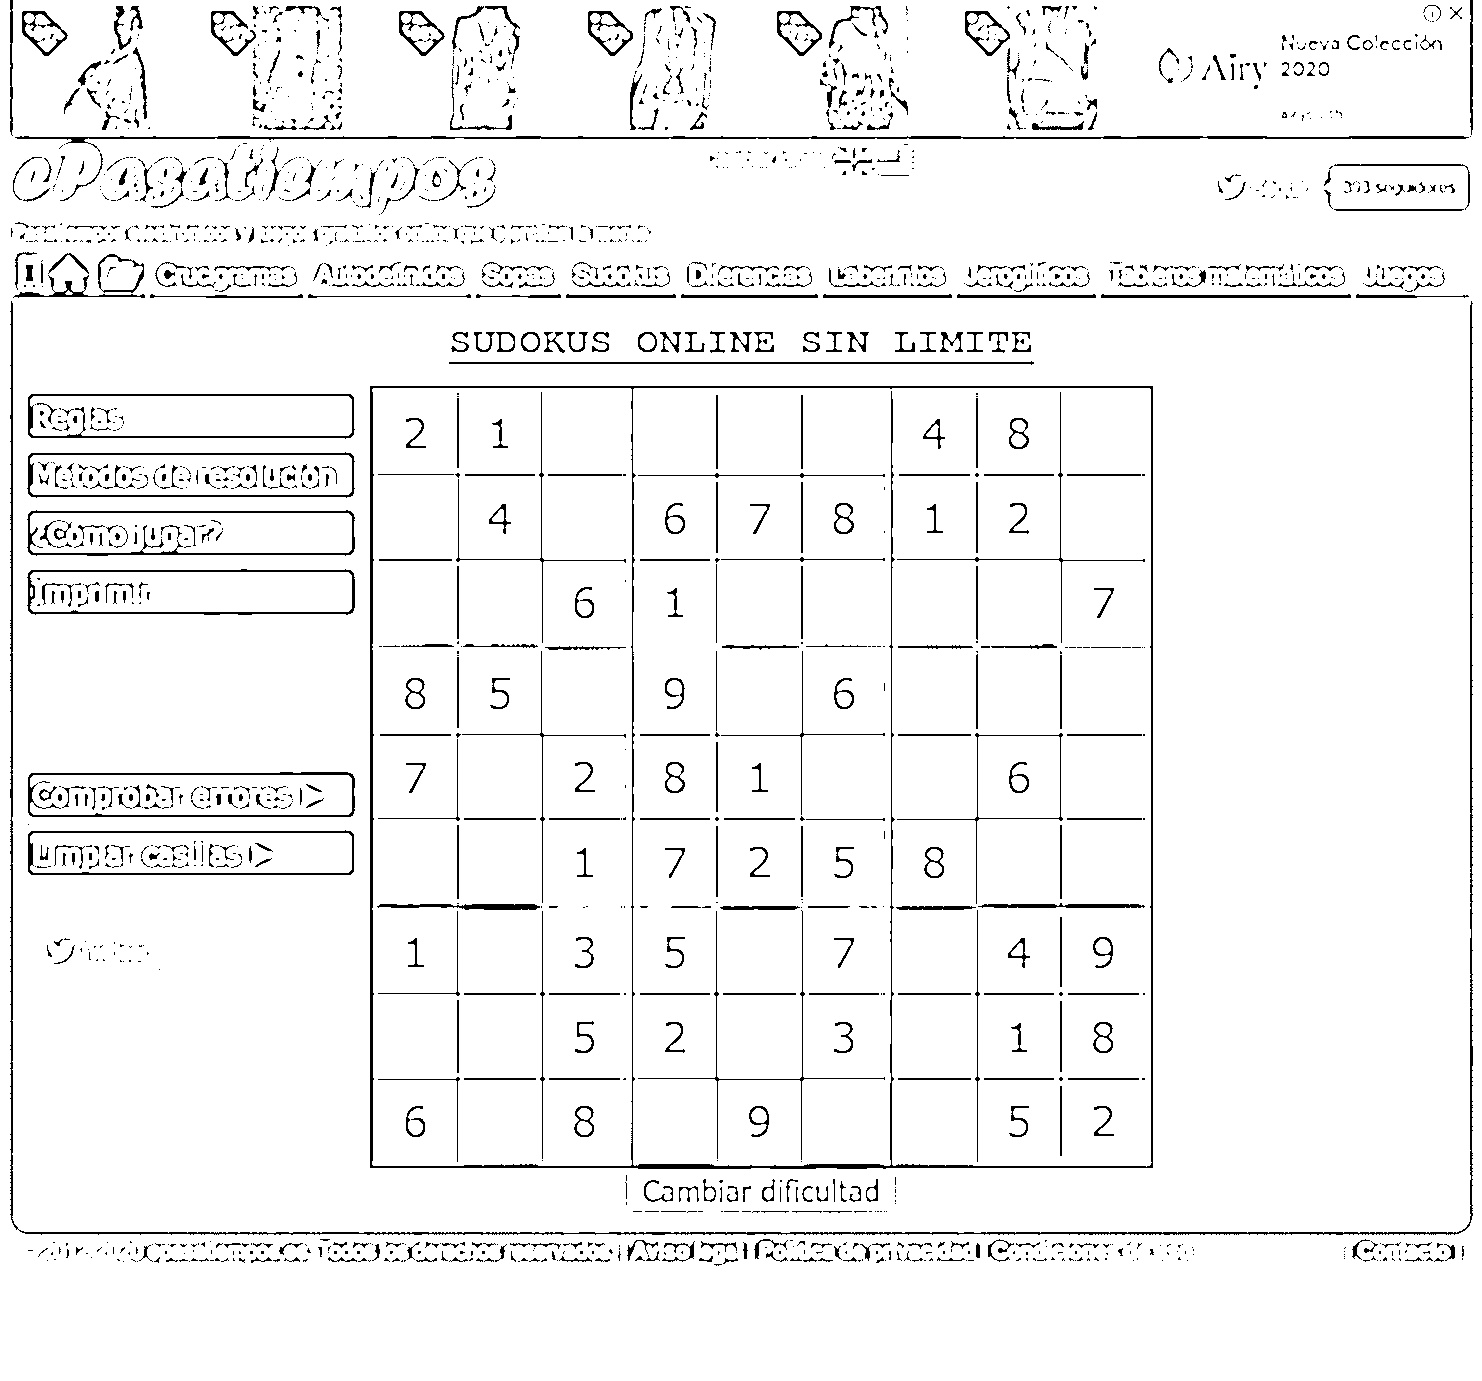 Nueva Colección
Airy 2020
ePasatiempos
393 seguidores
Pasatiempos electrónicos y juegos gratuitos online que agudizan la mente
Crucigramas Autodefinidos Sopas Sudokus Diferencias Laberintos Jeroglíficos Tableros matemáticos Juegos
SUDOKUS ONLINE SIN LIMITE
Reglas
Métodos de resolución
¿Cómo jugar?
Imprimir
Comprobar errores >
Limpiar casillas >
2 1 4 8
4 6 7 8 1 2
6 1 7
8 5 9 6
7 2 8 1 6
1 7 2 5 8
1 3 5 7 4 9
5 2 3 1 8
6 8 9 5 2
Cambiar dificultad
2012-2020 epasatiempos.es Todos los derechos reservados | Aviso legal | Política de privacidad | Condiciones de uso | Contacto |